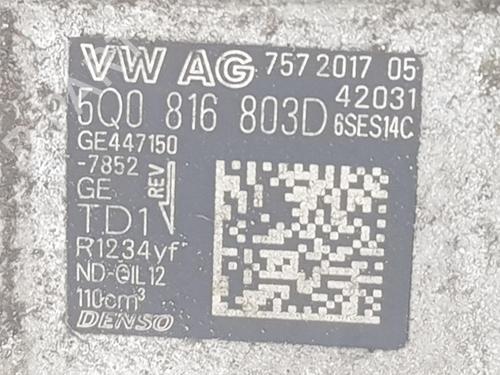 VW AG 757 2017 05
42031
5Q0 816 803D 6SES14C
GE447150
-7852
GE REV
TD1
R1234yf
ND-OIL12
110cm³
DENSO